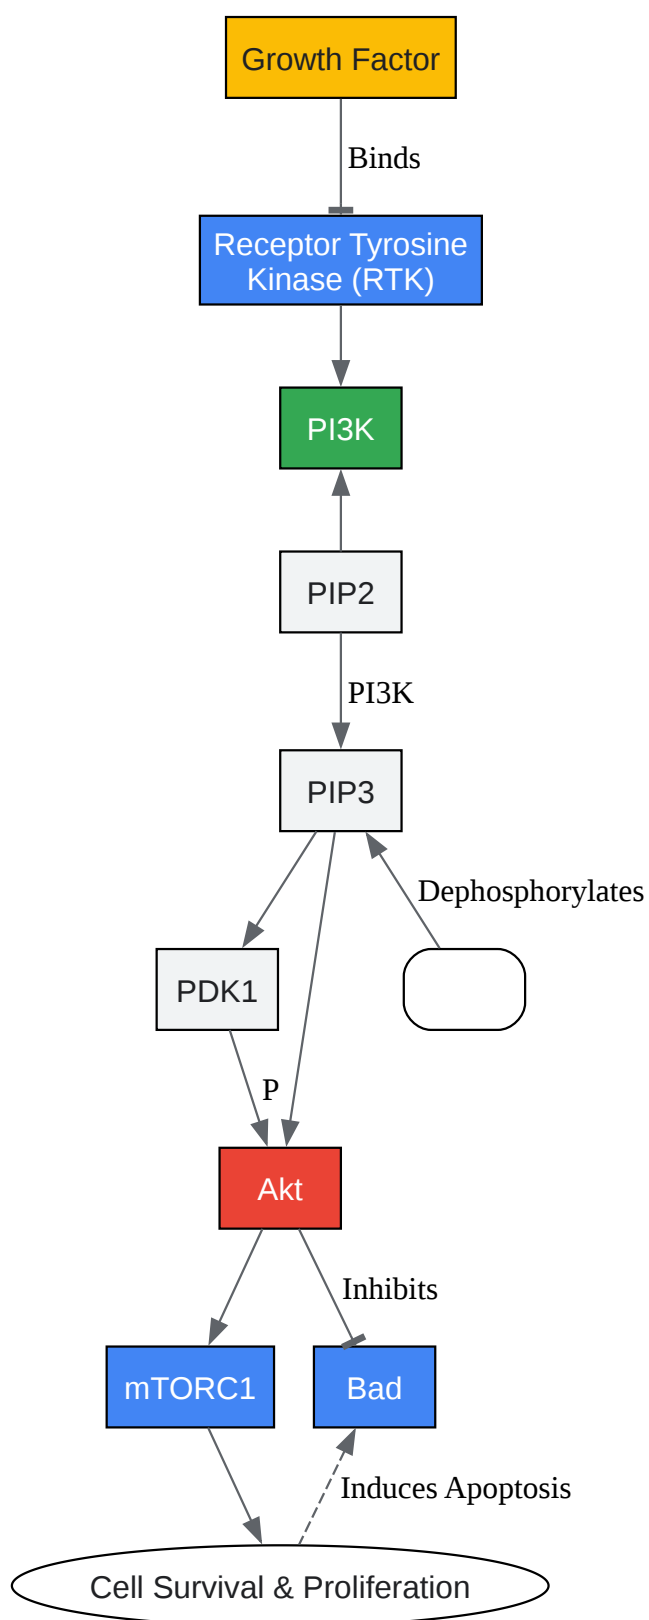 Growth Factor
Binds
Receptor Tyrosine
Kinase (RTK)
PI3K
PIP2
PI3K
PIP3
Dephosphorylates
PDK1
P
Akt
Inhibits
mTORC1
Bad
Induces Apoptosis
Cell Survival & Proliferation